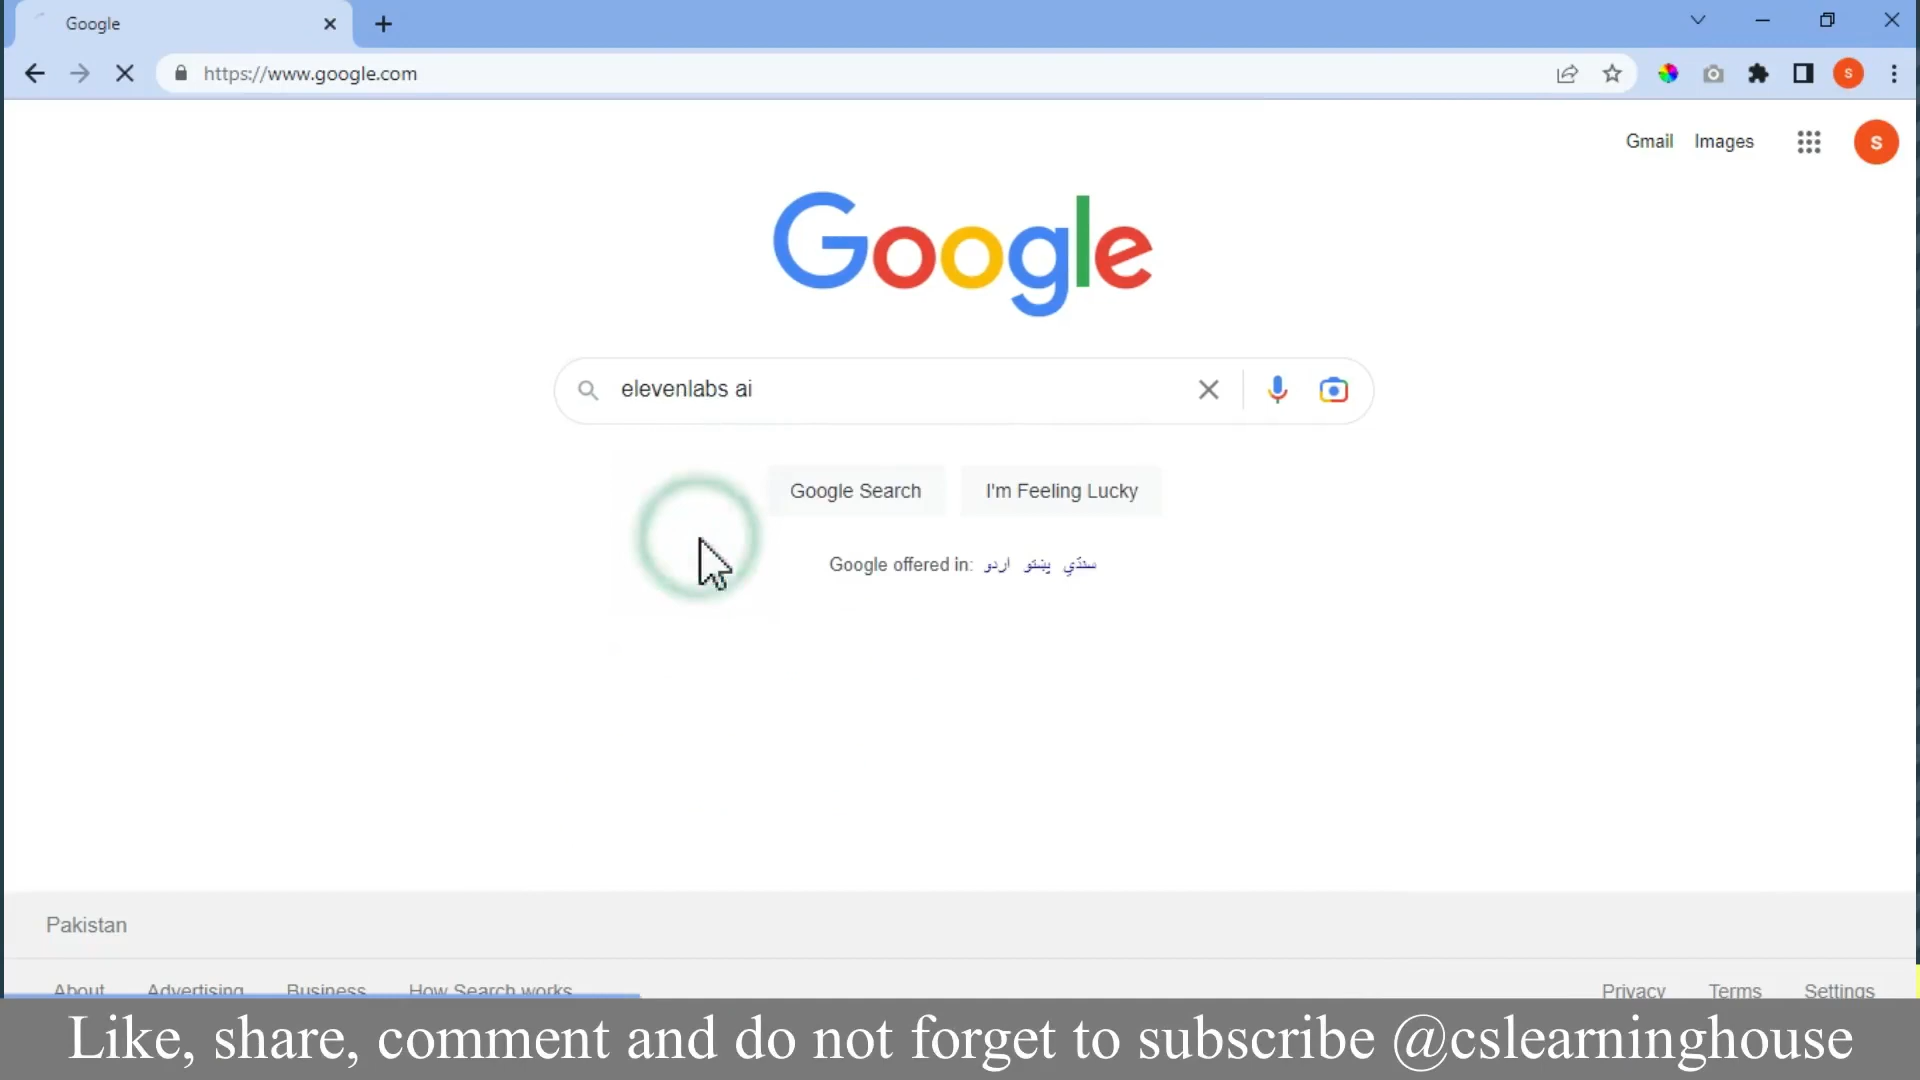 Google
https://www.google.com
S
Gmail Images
S
Google
elevenlabs ai
Google Search I'm Feeling Lucky
Google offered in: اردو پښتو سنڌي
Pakistan
About Advertising Business How Search works Privacy Terms Settings
Like, share, comment and do not forget to subscribe @cslearninghouse